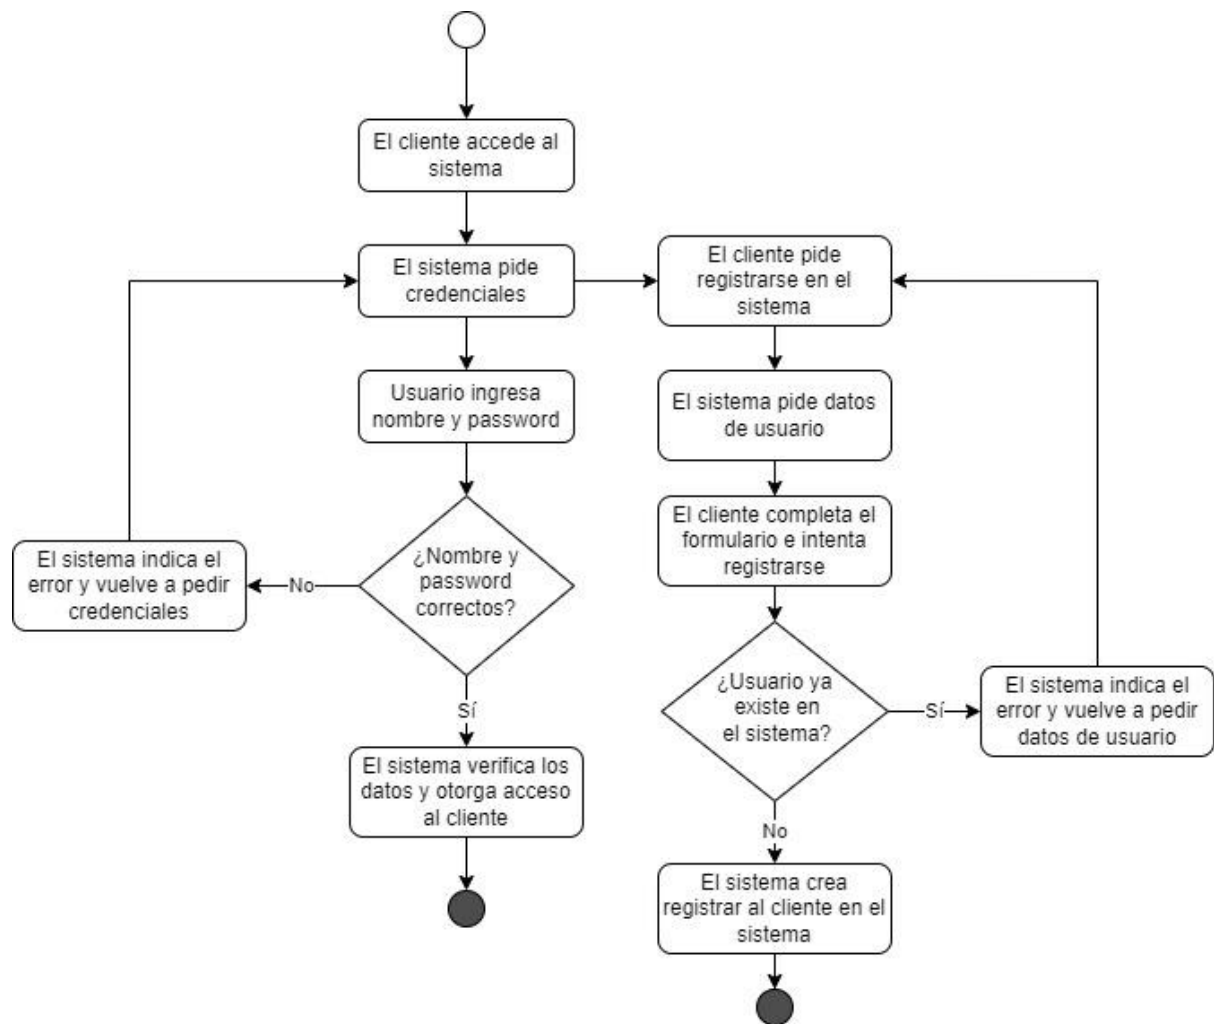 El cliente accede al
sistema
El sistema pide
credenciales
El cliente pide
registrarse en el
sistema
Usuario ingresa
nombre y password
El sistema pide datos
de usuario
El cliente completa el
formulario e intenta
registrarse
¿Nombre y
password
correctos?
No
El sistema indica el
error y vuelve a pedir
credenciales
Sí
El sistema verifica los
datos y otorga acceso
al cliente
¿Usuario ya
existe en
el sistema?
Sí
El sistema indica el
error y vuelve a pedir
datos de usuario
No
El sistema crea
registrar al cliente en el
sistema